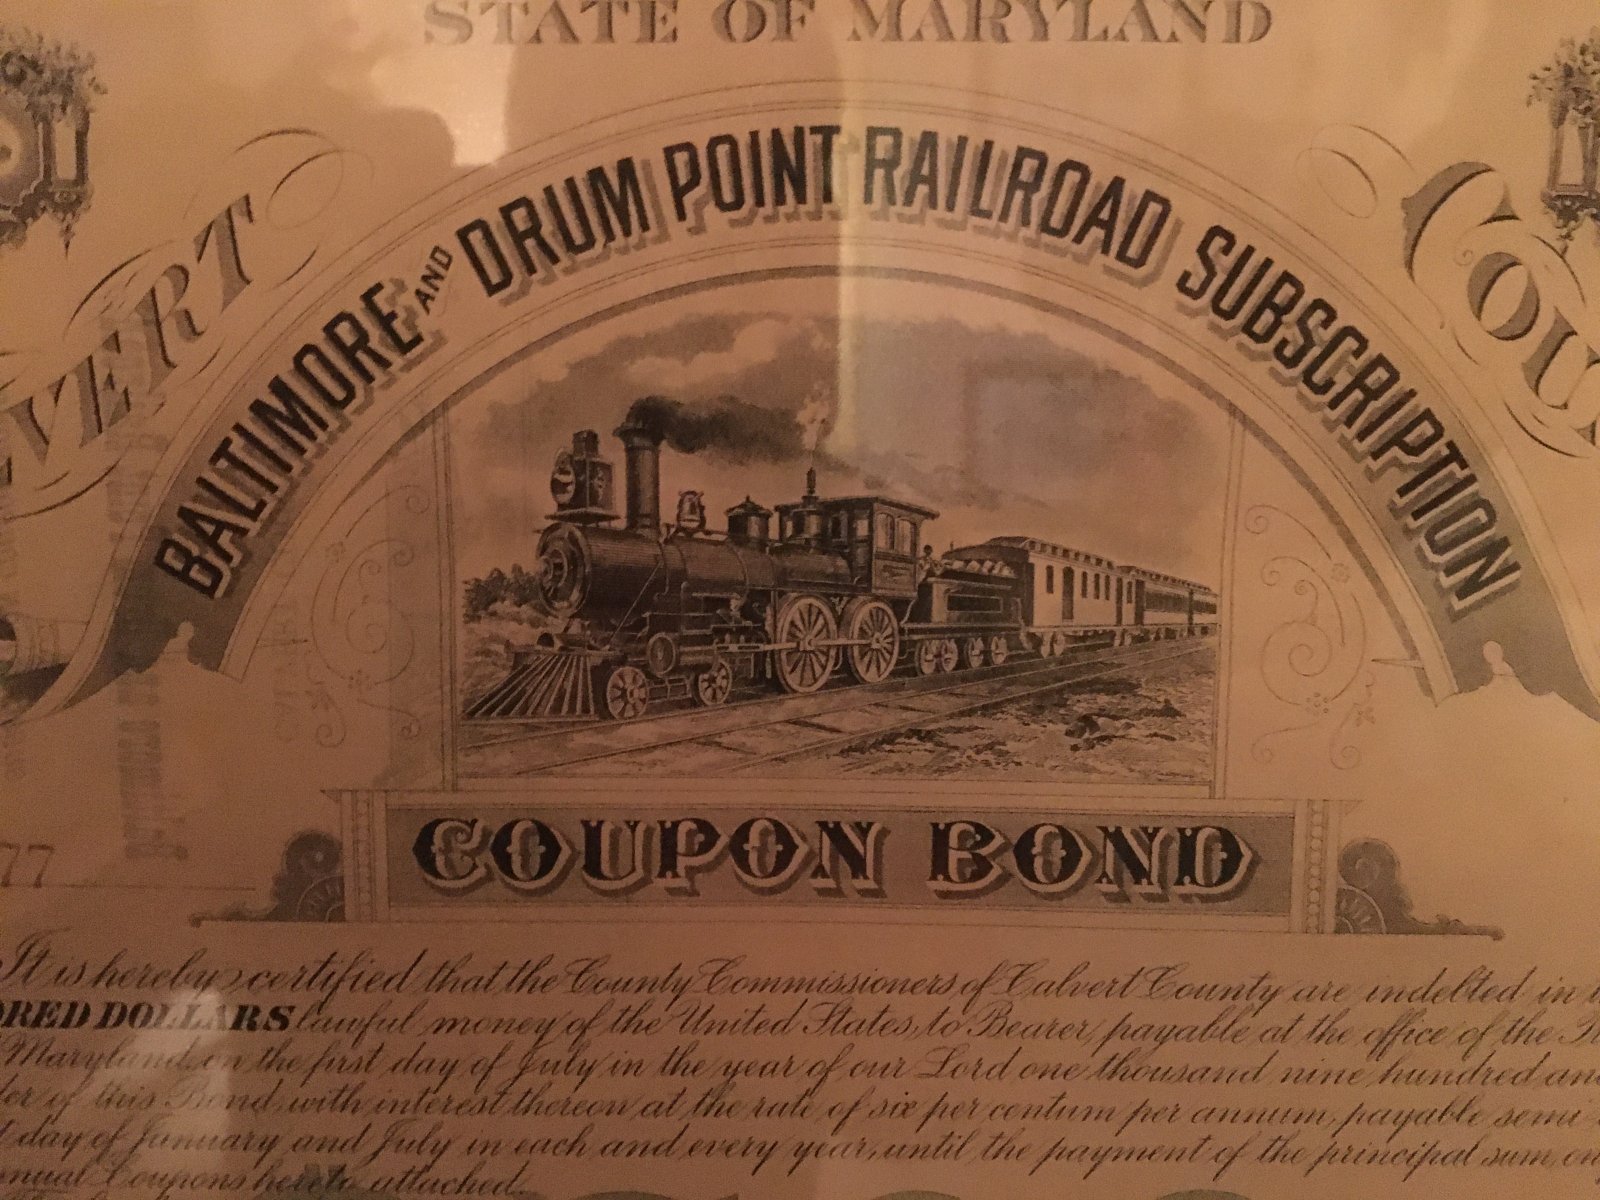 STATE OF MARYLAND
VERT COU
BALTIMORE AND DRUM POINT RAILROAD SUBSCRIPTION
COUPON BOND
77
It is hereby certified that the County Commissioners of Calvert County are indebted in
DRED DOLLARS lawful money of the United States, to Bearer, payable at the office of the
Maryland, on the first day of July in the year of our Lord one thousand nine hundred and
der of this Bond, with interest thereon at the rate of six per centum per annum, payable semi-
t day of January and July in each and every year, until the payment of the principal sum, on
nnual Coupons hereto attached.